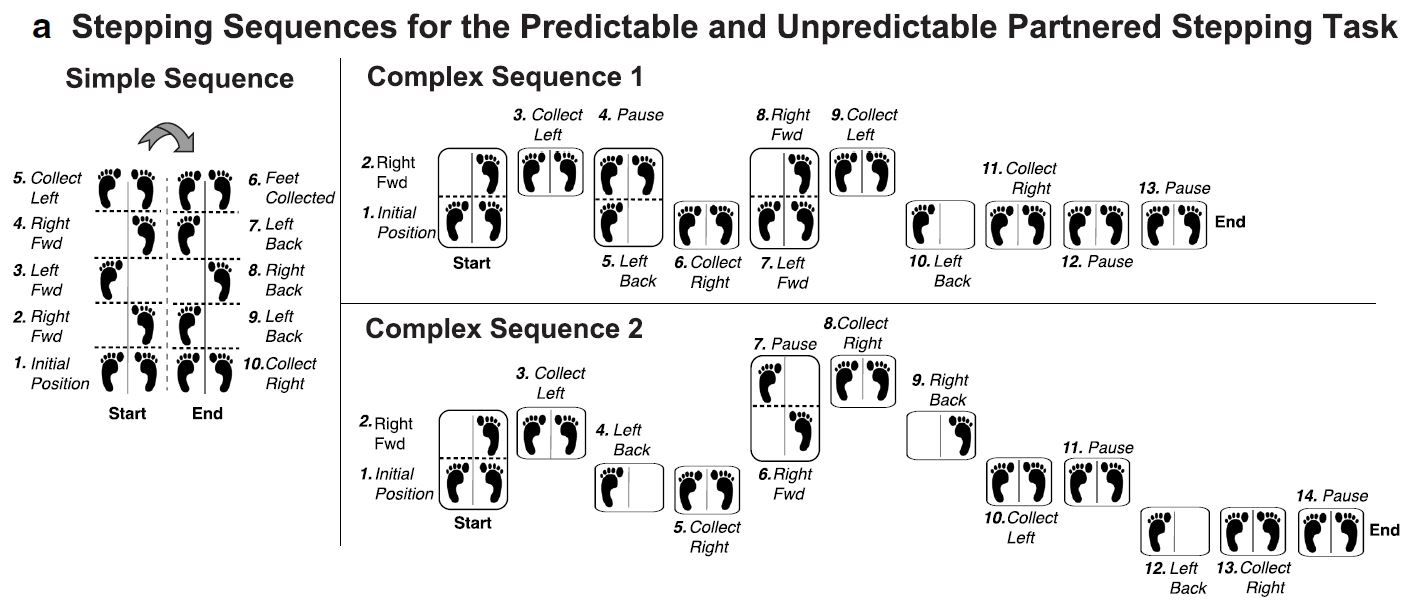 a Stepping Sequences for the Predictable and Unpredictable Partnered Stepping Task
Simple Sequence
5. Collect
Left
4. Right
Fwd
3. Left
Fwd
2. Right
Fwd
1. Initial
Position
6. Feet
Collected
7. Left
Back
8. Right
Back
9. Left
Back
10. Collect
Right
Start
End
Complex Sequence 1
2. Right
Fwd
1. Initial
Position
Start
3. Collect
Left
4. Pause
5. Left
Back
6. Collect
Right
7. Left
Fwd
8. Right
Fwd
9. Collect
Left
10. Left
Back
11. Collect
Right
12. Pause
13. Pause
End
Complex Sequence 2
2. Right
Fwd
1. Initial
Position
Start
3. Collect
Left
4. Left
Back
5. Collect
Right
6. Right
Fwd
7. Pause
8. Collect
Right
9. Right
Back
10. Collect
Left
11. Pause
12. Left
Back
13. Collect
Right
14. Pause
End